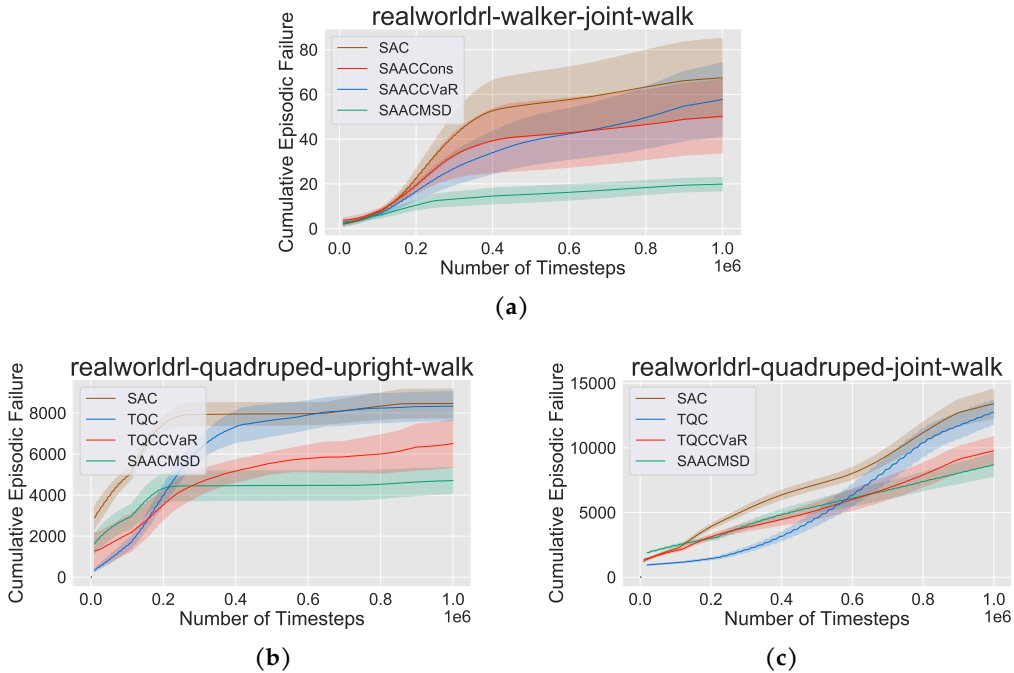 realworldrl-walker-joint-walk
Cumulative Episodic Failure
80
60
40
20
0
SAC
SAACCons
SAACCVaR
SAACMSD
0.0 0.2 0.4 0.6 0.8 1.0
1e6
Number of Timesteps
(a)
realworldrl-quadruped-upright-walk
Cumulative Episodic Failure
8000
6000
4000
2000
0
SAC
TQC
TQCCVaR
SAACMSD
0.0 0.2 0.4 0.6 0.8 1.0
1e6
Number of Timesteps
(b)
realworldrl-quadruped-joint-walk
Cumulative Episodic Failure
15000
10000
5000
0
SAC
TQC
TQCCVaR
SAACMSD
0.0 0.2 0.4 0.6 0.8 1.0
1e6
Number of Timesteps
(c)